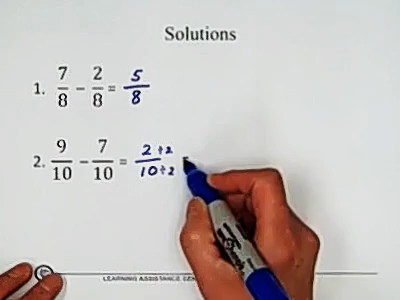 Solutions
1. 7/8 − 2/8 = 5/8
2. 9/10 − 7/10 = 2÷2/10÷2
LEARNING ASSISTANCE